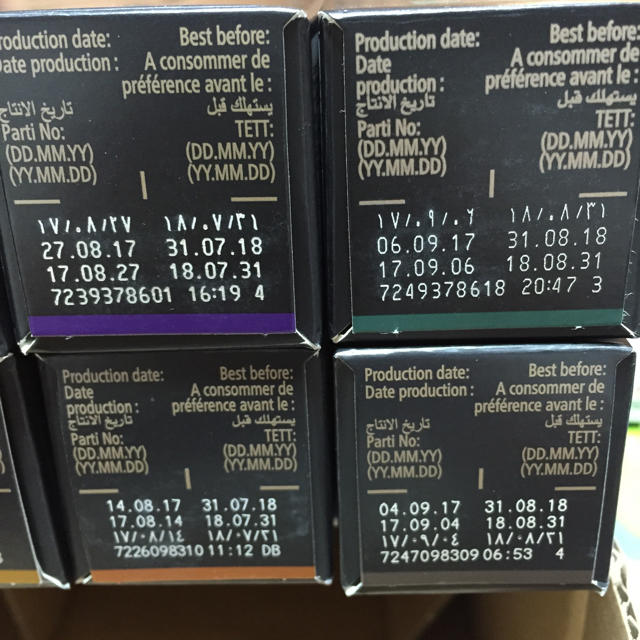 Production date: Best before:
Date production : A consommer de
préférence avant le :
تاريخ الانتاج يستهلك قبل
Parti No: TETT:
(DD.MM.YY) (DD.MM.YY)
(YY.MM.DD) (YY.MM.DD)
١٧/٠٨/٢٧ ١٨/٠٧/٣١
27.08.17 31.07.18
17.08.27 18.07.31
7239378601 16:19 4
Production date: Best before:
Date A consommer de
production : préférence avant le :
تاريخ الانتاج يستهلك قبل
Parti No: TETT:
(DD.MM.YY) (DD.MM.YY)
(YY.MM.DD) (YY.MM.DD)
١٧/٠٩/٠٦ ١٨/٠٨/٣١
06.09.17 31.08.18
17.09.06 18.08.31
7249378618 20:47 3
Production date: Best before:
Date A consommer de
production : préférence avant le :
تاريخ الانتاج يستهلك قبل
Parti No: TETT:
(DD.MM.YY) (DD.MM.YY)
(YY.MM.DD) (YY.MM.DD)
14.08.17 31.07.18
17.08.14 18.07.31
١٧/٠٨/١٤ ١٨/٠٧/٣١
7226098310 11:12 DB
Production date: Best before:
Date production : A consommer de
préférence avant le :
تاريخ الانتاج يستهلك قبل
Parti No: TETT:
(DD.MM.YY) (DD.MM.YY)
(YY.MM.DD) (YY.MM.DD)
04.09.17 31.08.18
17.09.04 18.08.31
١٧/٠٩/٠٤ ١٨/٠٨/٣١
7247098309 06:53 4